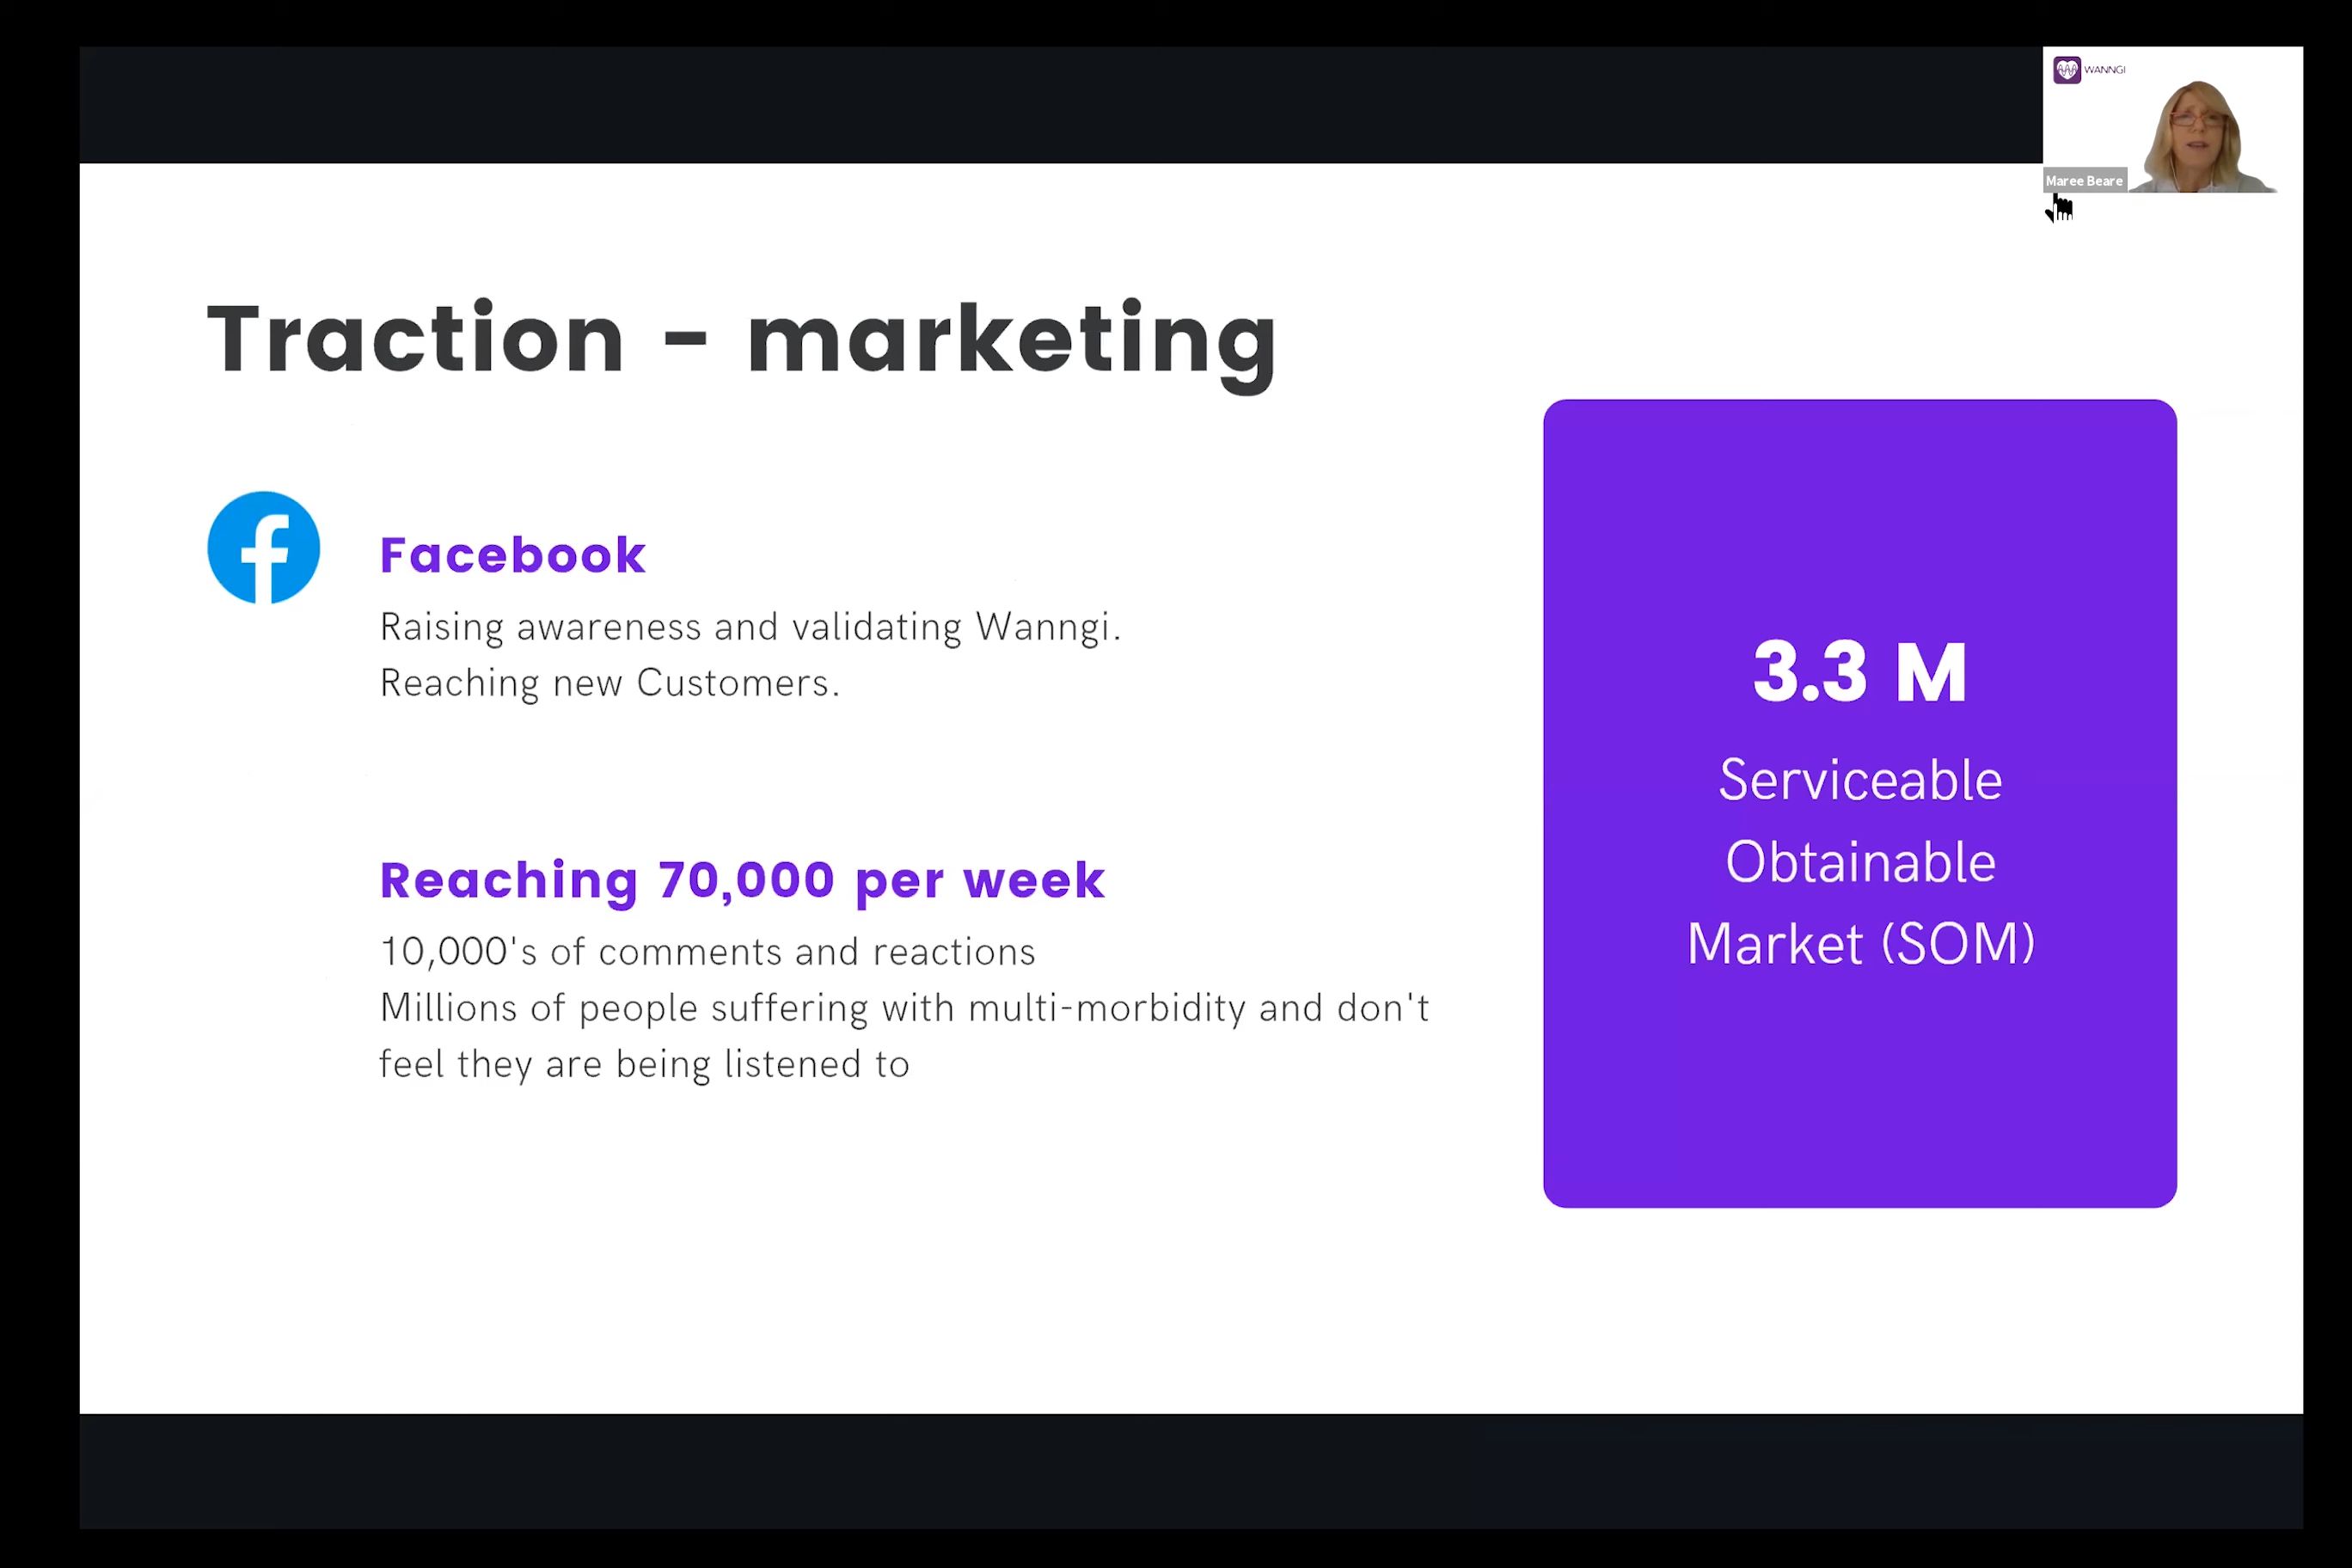 WANNGI
Maree Beare
Traction - marketing
Facebook
Raising awareness and validating Wanngi.
Reaching new Customers.
Reaching 70,000 per week
10,000's of comments and reactions
Millions of people suffering with multi-morbidity and don't
feel they are being listened to
3.3 M
Serviceable
Obtainable
Market (SOM)